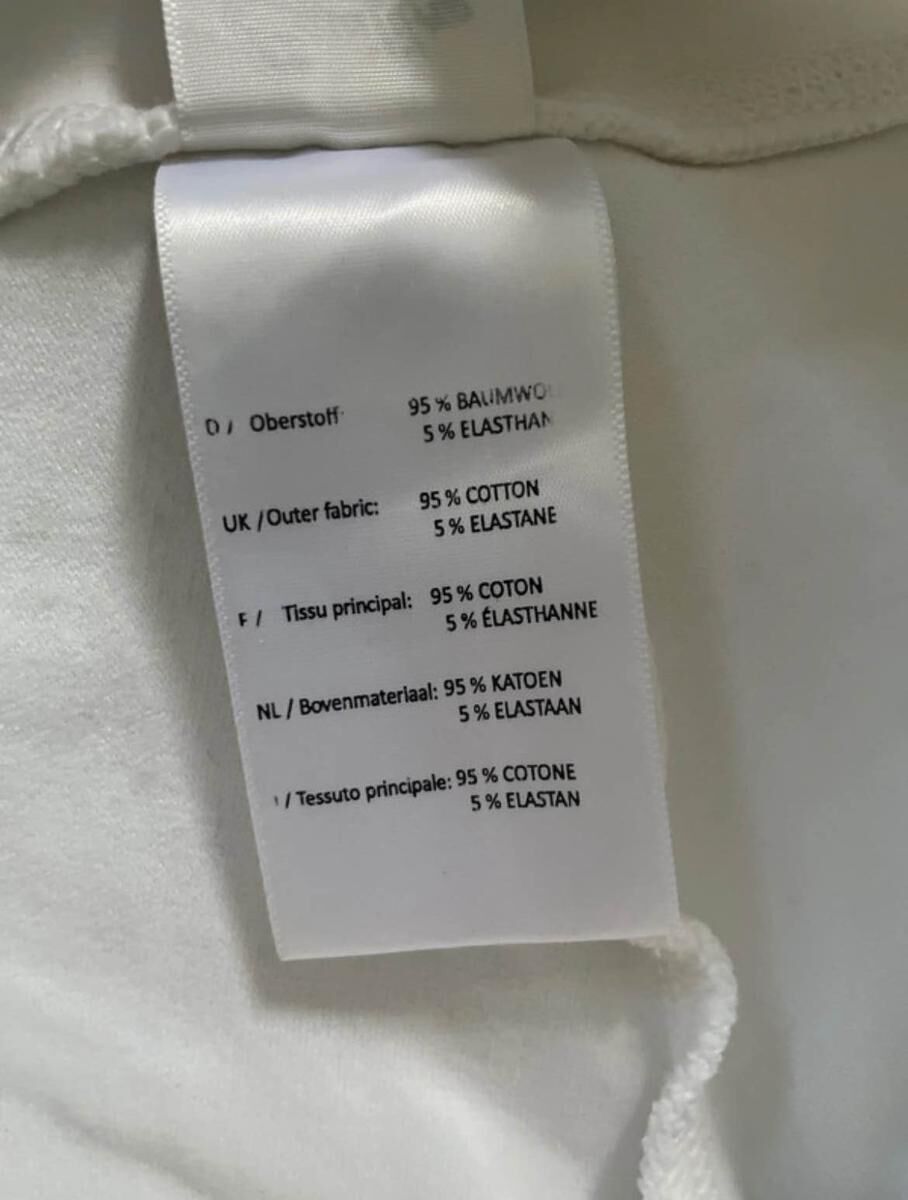 D / Oberstoff 95 % BAUMWO
5 % ELASTHAN
UK /Outer fabric: 95 % COTTON
5 % ELASTANE
F / Tissu principal: 95 % COTON
5 % ÉLASTHANNE
NL / Bovenmateriaal: 95 % KATOEN
5 % ELASTAAN
/ Tessuto principale: 95 % COTONE
5 % ELASTAN